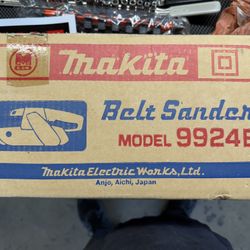 makita
Belt Sander
MODEL 9924B
Makita Electric Works, Ltd.
Anjo, Aichi, Japan